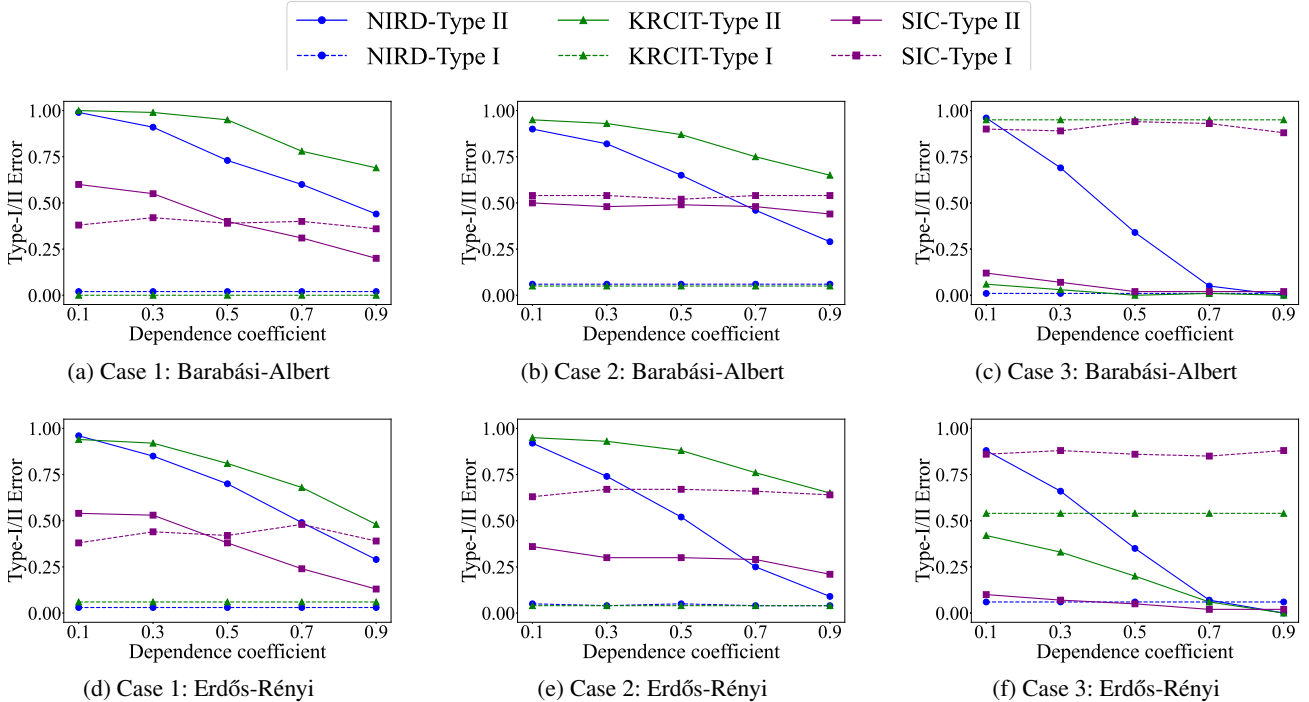 NIRD-Type II KRCIT-Type II SIC-Type II
NIRD-Type I KRCIT-Type I SIC-Type I
Type-I/II Error
1.00
0.75
0.50
0.25
0.00
0.1 0.3 0.5 0.7 0.9
Dependence coefficient
(a) Case 1: Barabási-Albert
Type-I/II Error
1.00
0.75
0.50
0.25
0.00
0.1 0.3 0.5 0.7 0.9
Dependence coefficient
(b) Case 2: Barabási-Albert
Type-I/II Error
1.00
0.75
0.50
0.25
0.00
0.1 0.3 0.5 0.7 0.9
Dependence coefficient
(c) Case 3: Barabási-Albert
Type-I/II Error
1.00
0.75
0.50
0.25
0.00
0.1 0.3 0.5 0.7 0.9
Dependence coefficient
(d) Case 1: Erdős-Rényi
Type-I/II Error
1.00
0.75
0.50
0.25
0.00
0.1 0.3 0.5 0.7 0.9
Dependence coefficient
(e) Case 2: Erdős-Rényi
Type-I/II Error
1.00
0.75
0.50
0.25
0.00
0.1 0.3 0.5 0.7 0.9
Dependence coefficient
(f) Case 3: Erdős-Rényi